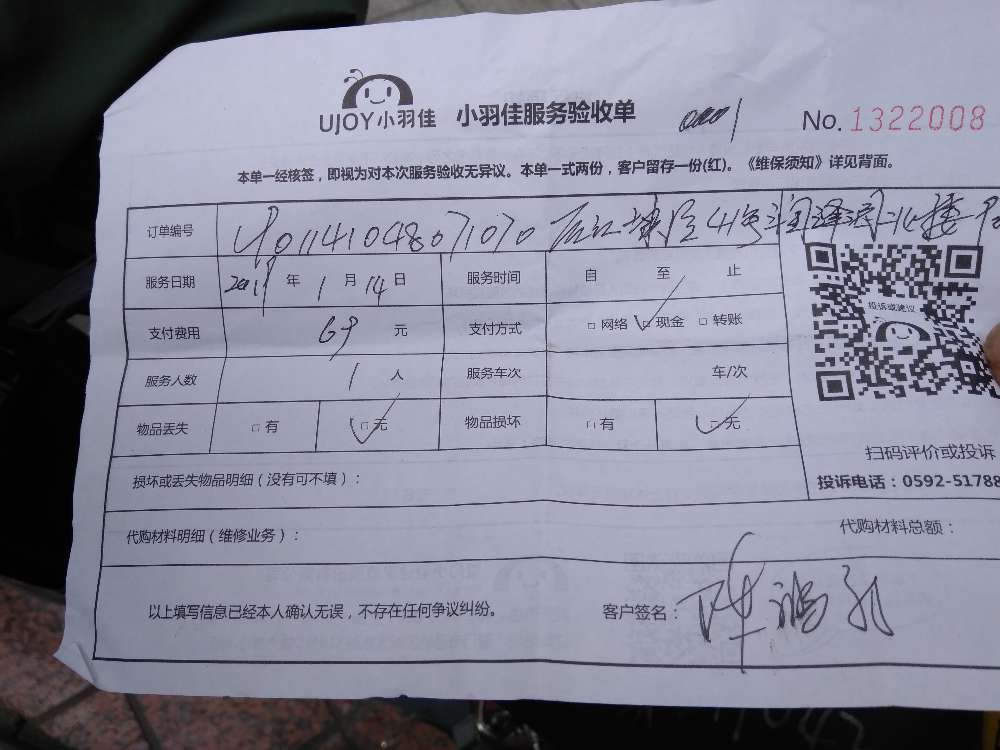 UJOY小羽佳 小羽佳服务验收单 No. 1322008
本单一经核签，即视为对本次服务验收无异议。本单一式两份，客户留存一份(红)。《维保须知》详见背面。
订单编号
服务日期 2019 年 1 月 14 日 服务时间 自 至 止
支付费用 69 元 支付方式 □网络 □现金 □转账
服务人数 1 人 服务车次 车/次
物品丢失 □有 □无 物品损坏 □有 □无
投诉或建议
扫码评价或投诉
投诉电话：0592-51788
损坏或丢失物品明细（没有可不填）：
代购材料明细（维修业务）： 代购材料总额：
以上填写信息已经本人确认无误，不存在任何争议纠纷。 客户签名：